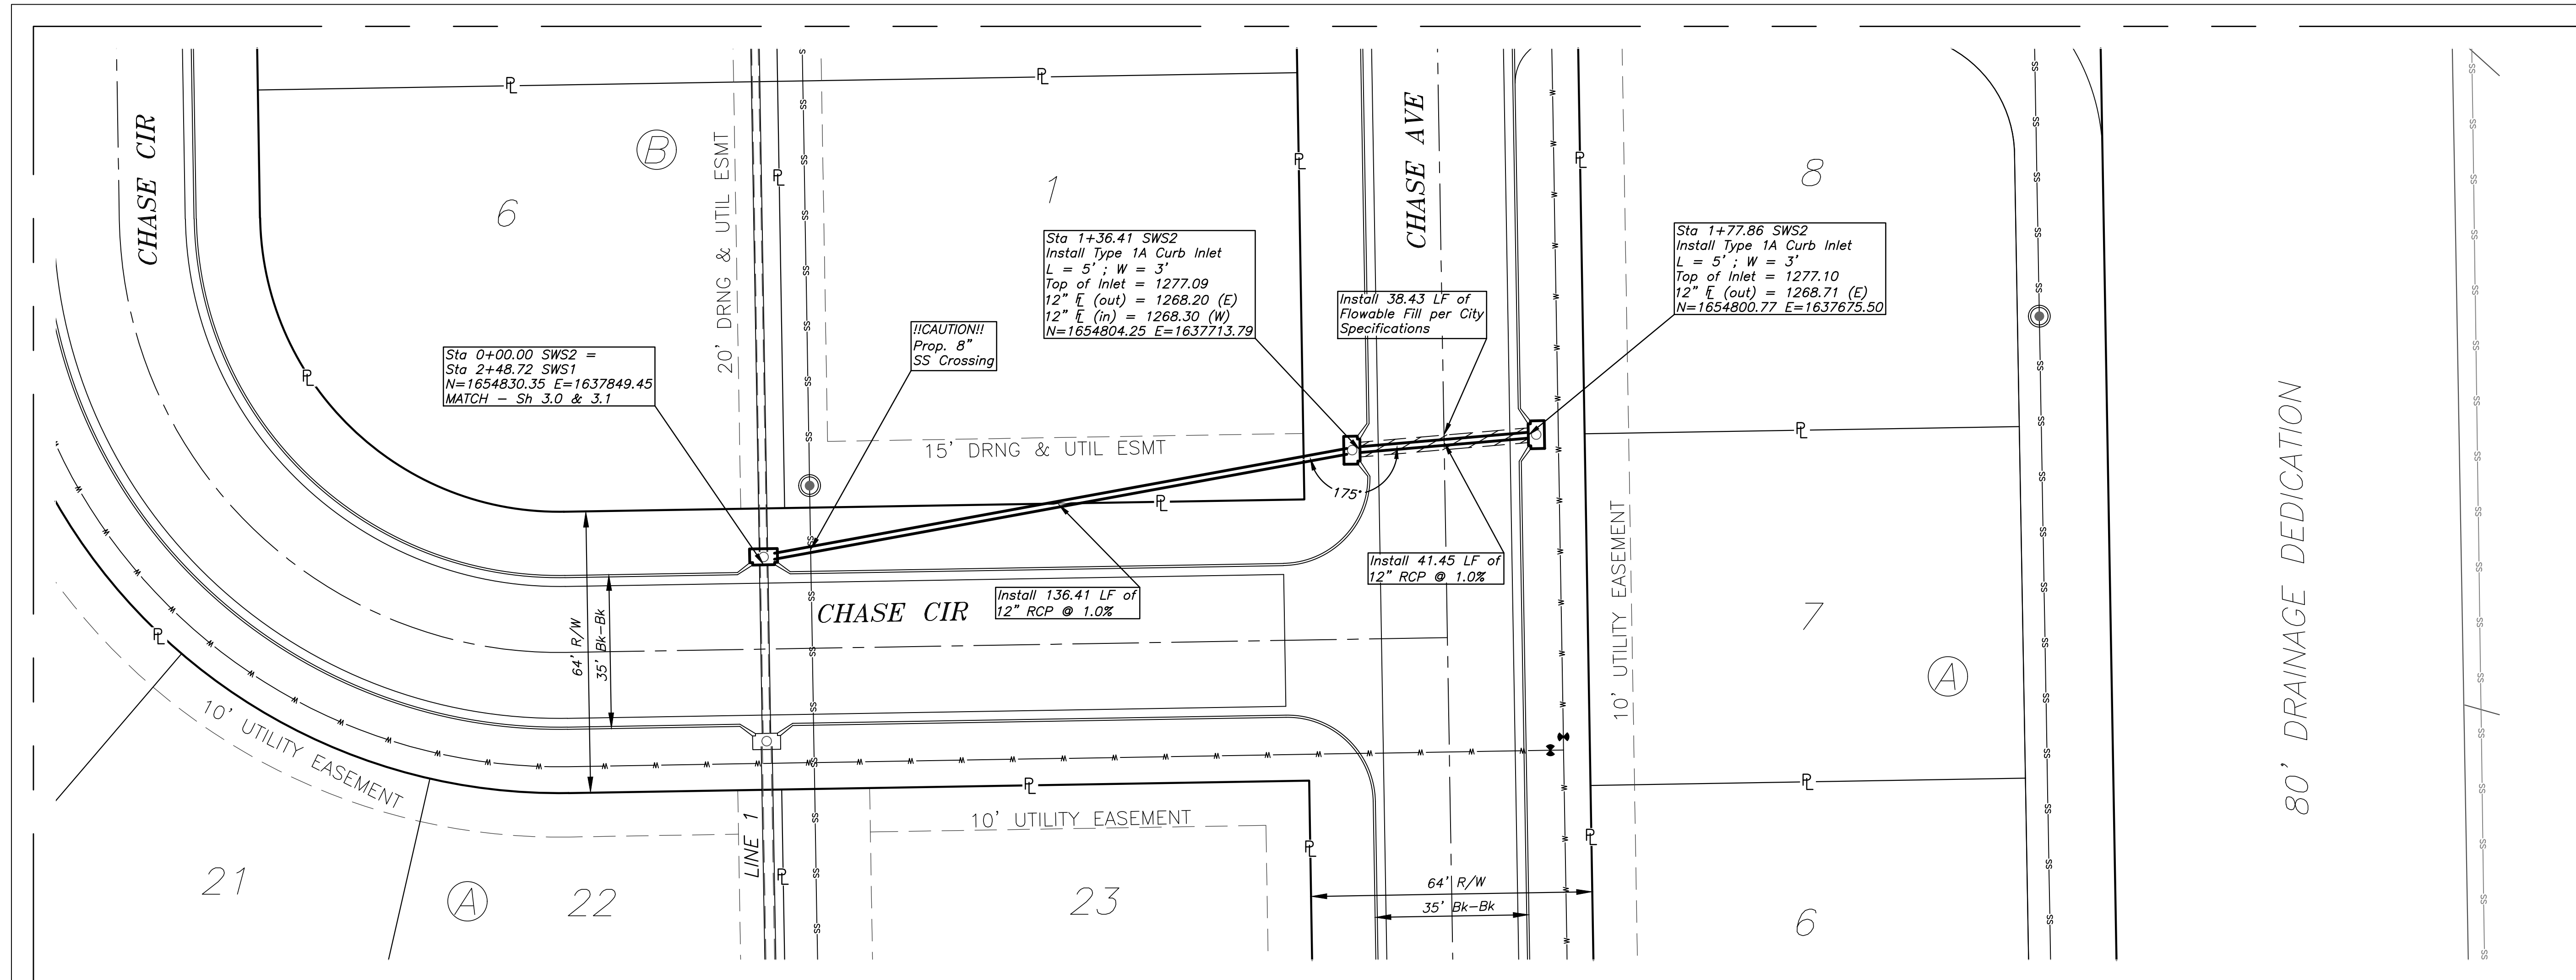 CHASE CIR
B
6
20' DRNG & UTIL ESMT
1
CHASE AVE
8
Sta 1+36.41 SWS2
Install Type 1A Curb Inlet
L = 5' ; W = 3'
Top of Inlet = 1277.09
12" FL (out) = 1268.20 (E)
12" FL (in) = 1268.30 (W)
N=1654804.25 E=1637713.79
Sta 1+77.86 SWS2
Install Type 1A Curb Inlet
L = 5' ; W = 3'
Top of Inlet = 1277.10
12" FL (out) = 1268.71 (E)
N=1654800.77 E=1637675.50
Install 38.43 LF of
Flowable Fill per City
Specifications
!!CAUTION!!
Prop. 8"
SS Crossing
Sta 0+00.00 SWS2 =
Sta 2+48.72 SWS1
N=1654830.35 E=1637849.45
MATCH - Sh 3.0 & 3.1
15' DRNG & UTIL ESMT
175°
Install 41.45 LF of
12" RCP @ 1.0%
Install 136.41 LF of
12" RCP @ 1.0%
CHASE CIR
64' R/W
35' Bk-Bk
10' UTILITY EASEMENT
7
A
80' DRAINAGE DEDICATION
10' UTILITY EASEMENT
LINE 1
10' UTILITY EASEMENT
21
A
22
23
64' R/W
35' Bk-Bk
6